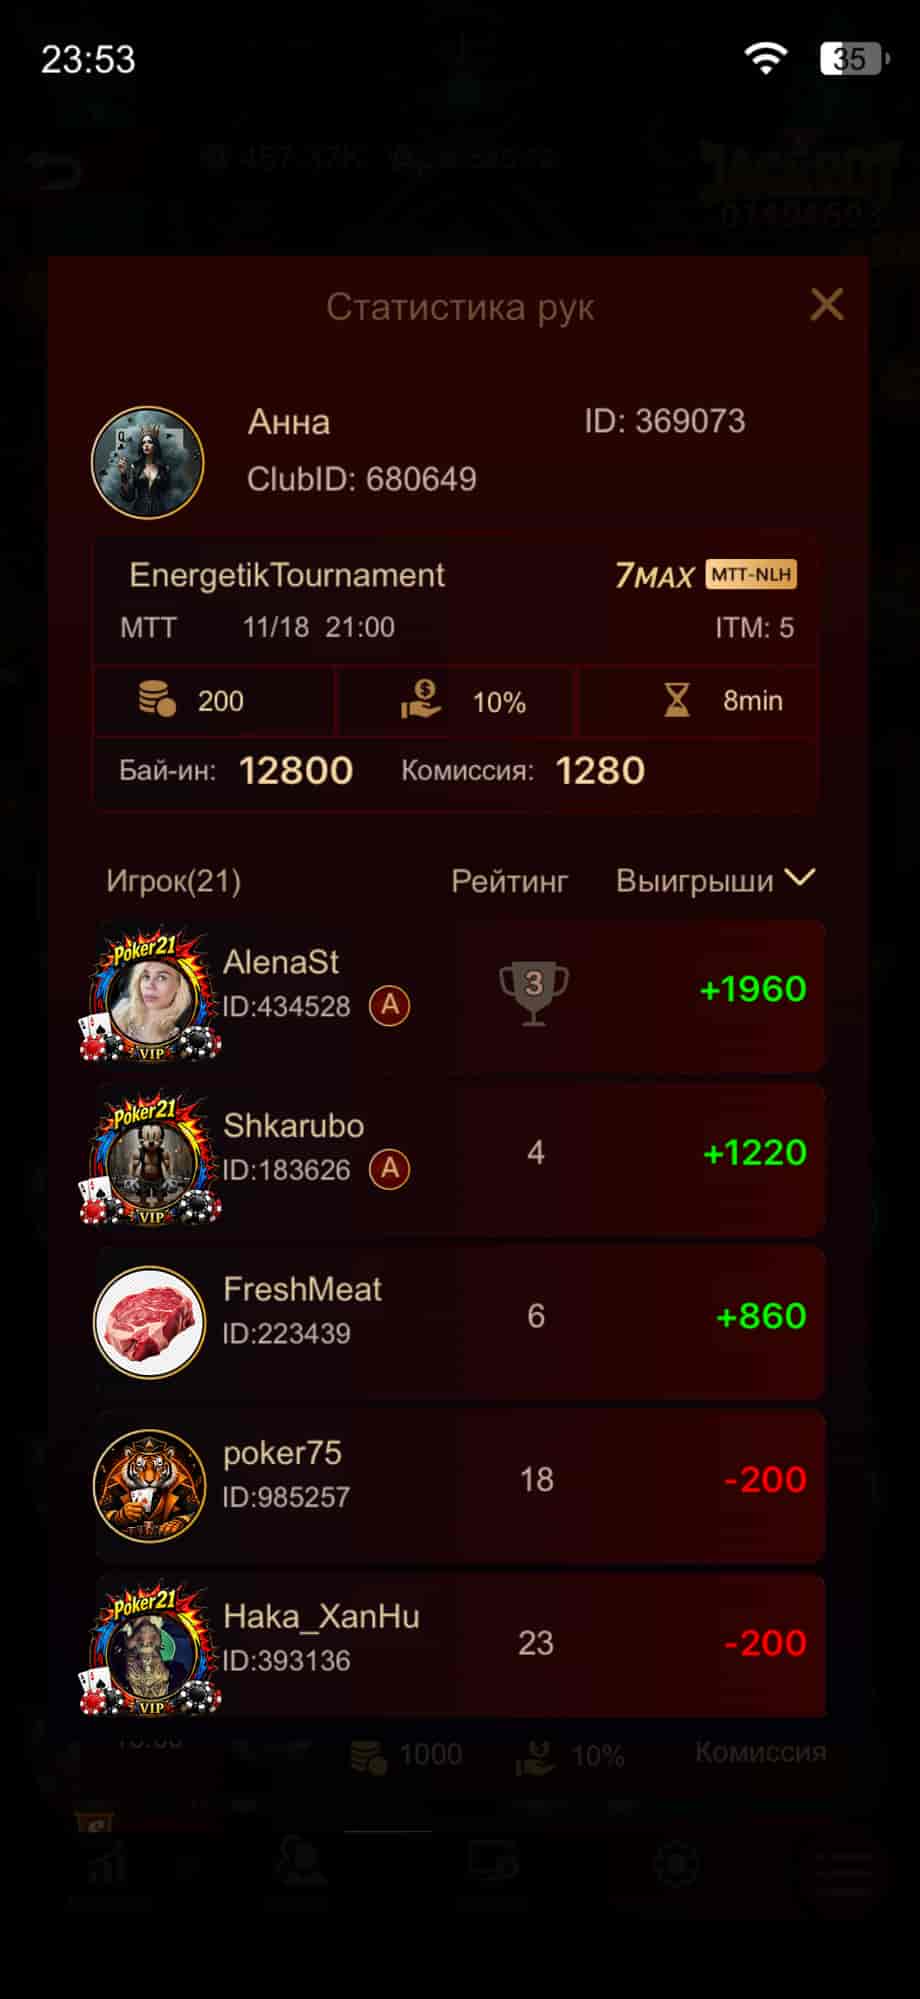 23:53
35
Статистика рук
Анна
ID: 369073
ClubID: 680649
EnergetikTournament
7MAX MTT-NLH
MTT 11/18 21:00 ITM: 5
200 10% 8min
Бай-ин: 12800 Комиссия: 1280
Игрок(21) Рейтинг Выигрыши
Poker21
VIP
AlenaSt
ID:434528 A
3
+1960
Poker21
VIP
Shkarubo
ID:183626 A
4
+1220
FreshMeat
ID:223439
6
+860
poker75
ID:985257
18
-200
Poker21
VIP
Haka_XanHu
ID:393136
23
-200
1000 10% Комиссия